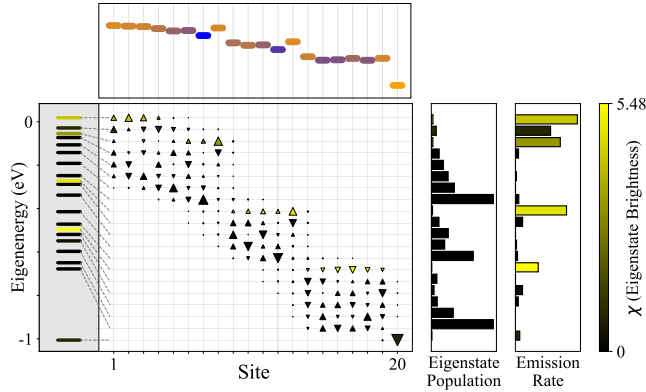 5.48
0
-1
Eigenenergy (eV)
1
20
Site
Eigenstate
Population
Emission
Rate
0
χ (Eigenstate Brightness)